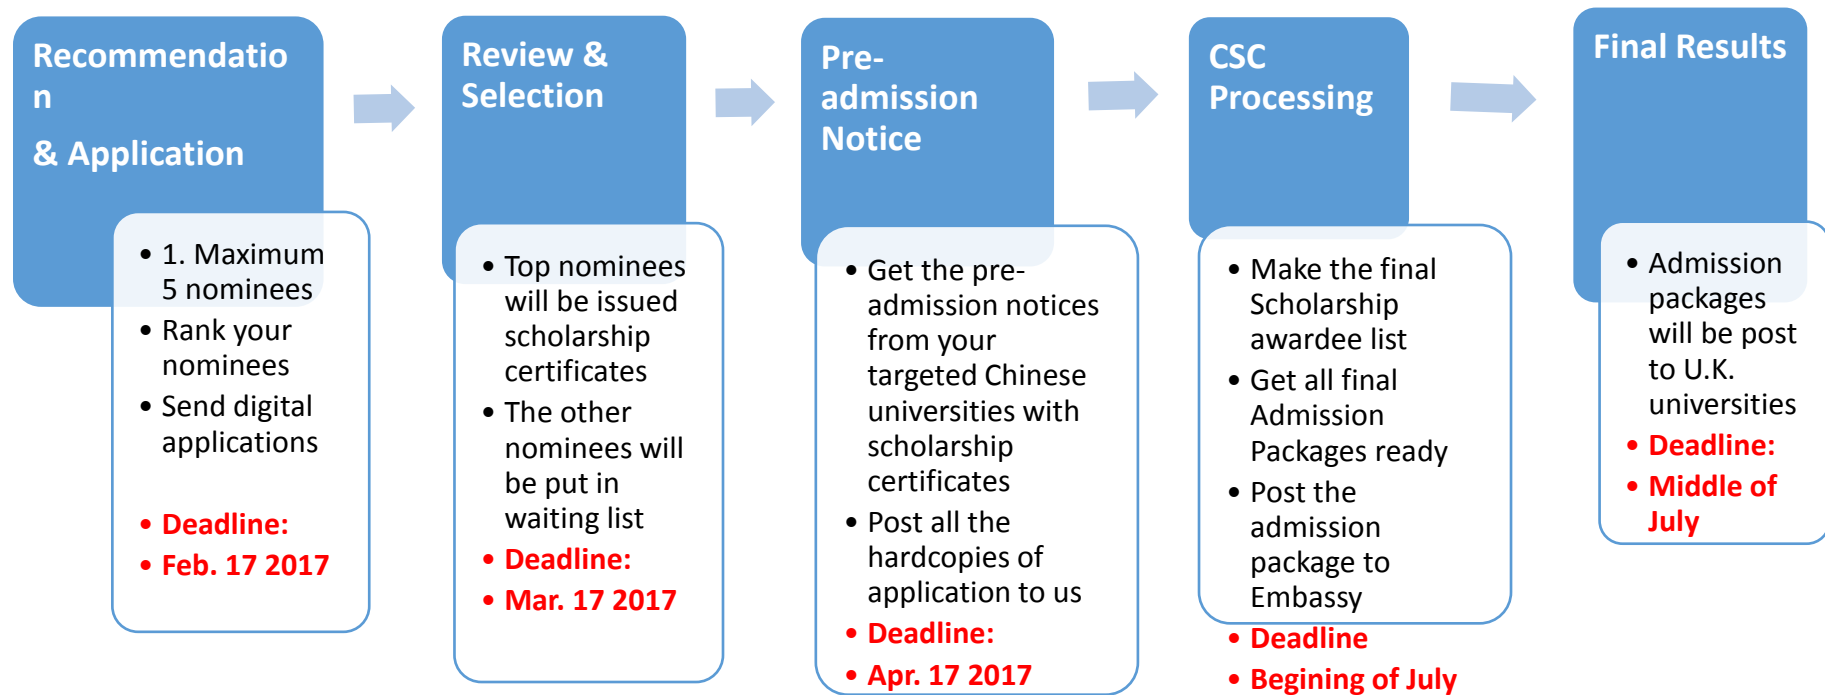 Recommendatio
n
& Application
• 1. Maximum
5 nominees
• Rank your
nominees
• Send digital
applications
• Deadline:
• Feb. 17 2017
Review &
Selection
• Top nominees
will be issued
scholarship
certificates
• The other
nominees will
be put in
waiting list
• Deadline:
• Mar. 17 2017
Pre-
admission
Notice
• Get the pre-
admission notices
from your
targeted Chinese
universities with
scholarship
certificates
• Post all the
hardcopies of
application to us
• Deadline:
• Apr. 17 2017
CSC
Processing
• Make the final
Scholarship
awardee list
• Get all final
Admission
Packages ready
• Post the
admission
package to
Embassy
• Deadline
• Begining of July
Final Results
• Admission
packages
will be post
to U.K.
universities
• Deadline:
• Middle of
July